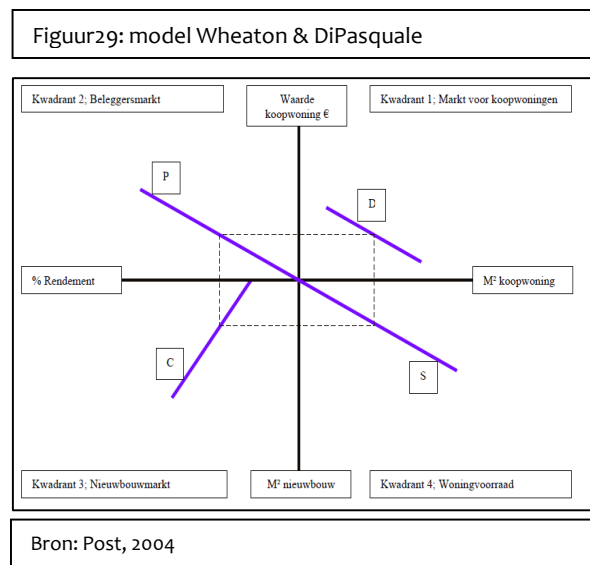 Figuur29: model Wheaton & DiPasquale
Kwadrant 2; Beleggersmarkt
Waarde
koopwoning €
Kwadrant 1; Markt voor koopwoningen
P
D
% Rendement
M² koopwoning
C
S
Kwadrant 3; Nieuwbouwmarkt
M² nieuwbouw
Kwadrant 4; Woningvoorraad
Bron: Post, 2004